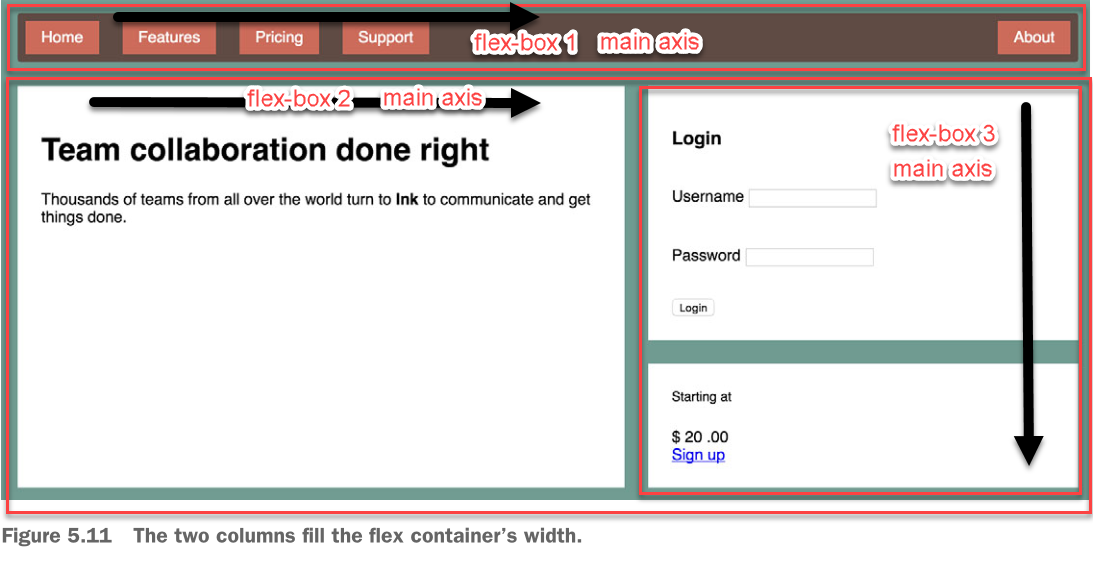 Home Features Pricing Support About
flex-box 1 main axis
flex-box 2 main axis
Team collaboration done right
Thousands of teams from all over the world turn to Ink to communicate and get
things done.
Login
flex-box 3
main axis
Username
Password
Login
Starting at
$ 20 .00
Sign up
Figure 5.11 The two columns fill the flex container’s width.